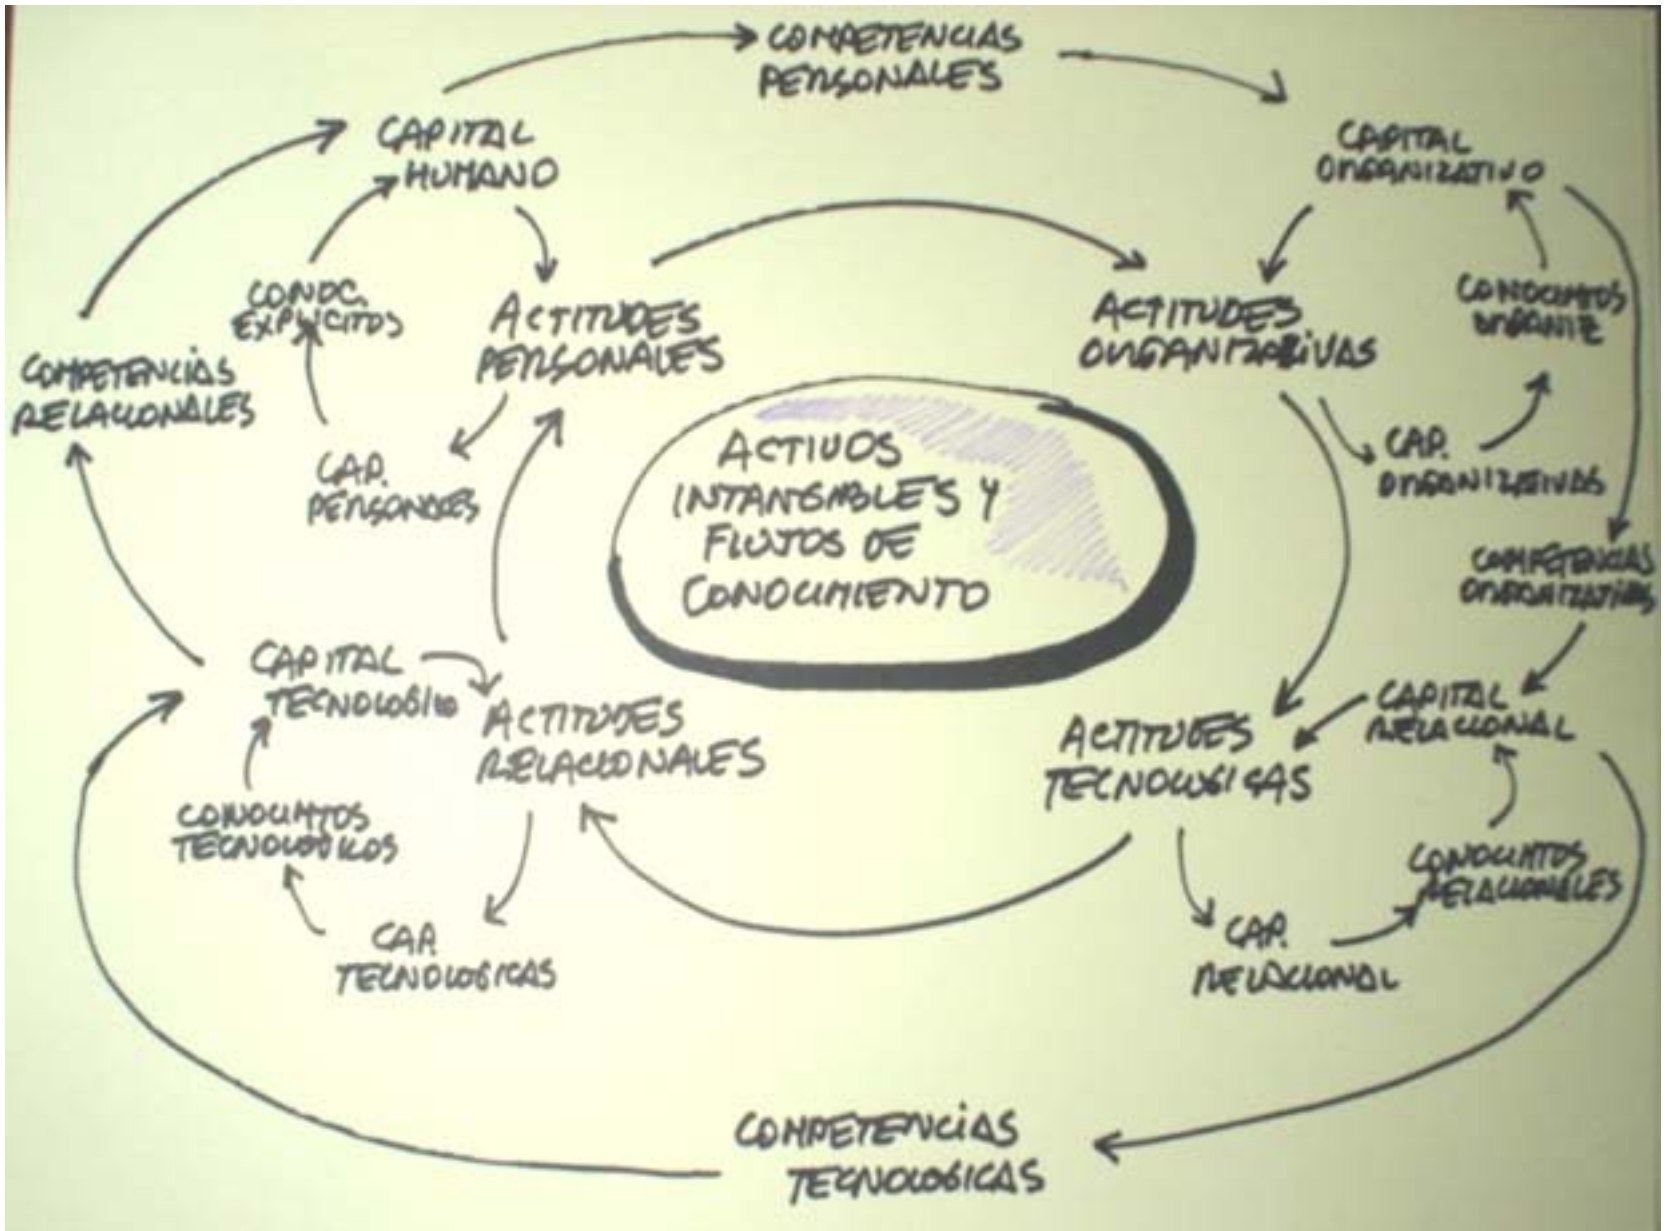 COMPETENCIAS
PERSONALES
CAPITAL
HUMANO
CAPITAL
ORGANIZATIVO
CONOC.
EXPLICITOS
ACTITUDES
PERSONALES
ACTITUDES
ORGANIZATIVAS
CONOCIMTOS
ORGANIZ
COMPETENCIAS
RELACIONALES
CAP.
PERSONALES
ACTIVOS
INTANGIBLES Y
FLUJOS DE
CONOCIMIENTO
CAP.
ORGANIZATIVAS
COMPETENCIAS
ORGANIZATIVAS
CAPITAL
TECNOLOGICO
ACTITUDES
RELACIONALES
ACTITUDES
TECNOLOGICAS
CAPITAL
RELACIONAL
CONOCIMTOS
TECNOLOGICOS
CONOCIMTOS
RELACIONALES
CAP.
TECNOLOGICAS
CAP.
RELACIONAL
COMPETENCIAS
TECNOLOGICAS